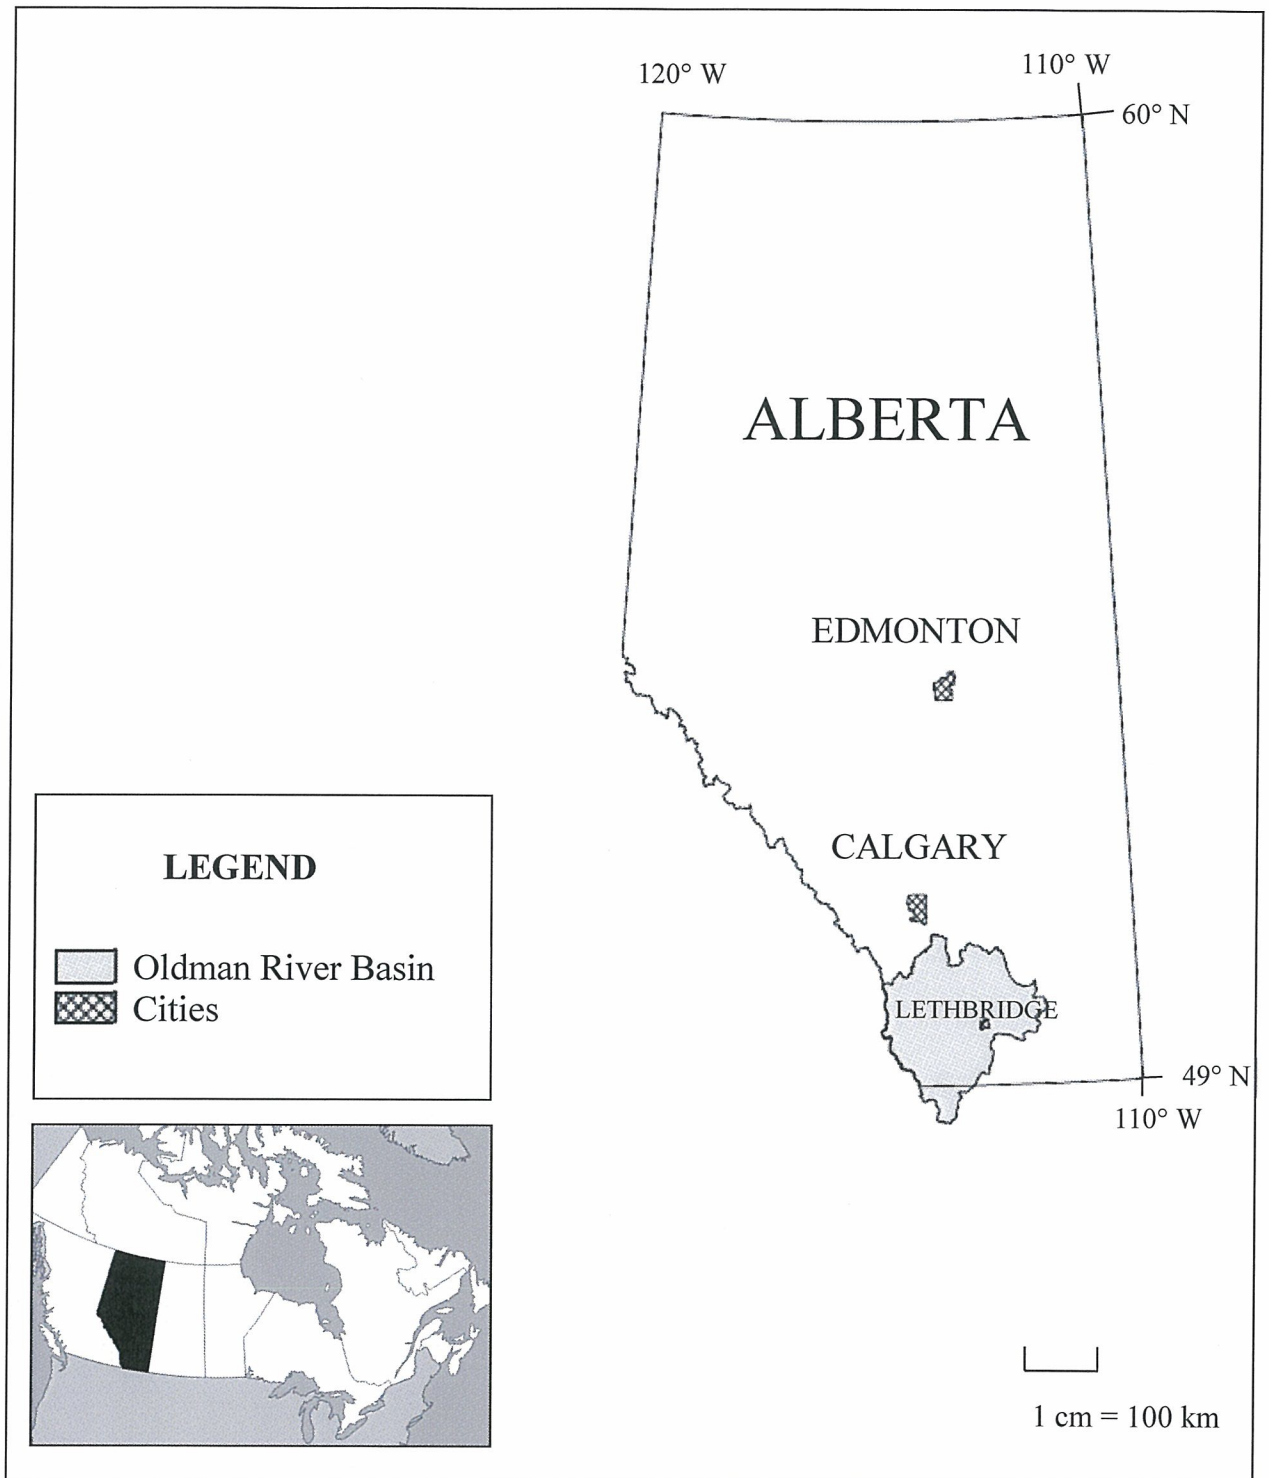 120° W
110° W
60° N
ALBERTA
EDMONTON
CALGARY
LETHBRIDGE
49° N
110° W
LEGEND
Oldman River Basin
Cities
1 cm = 100 km